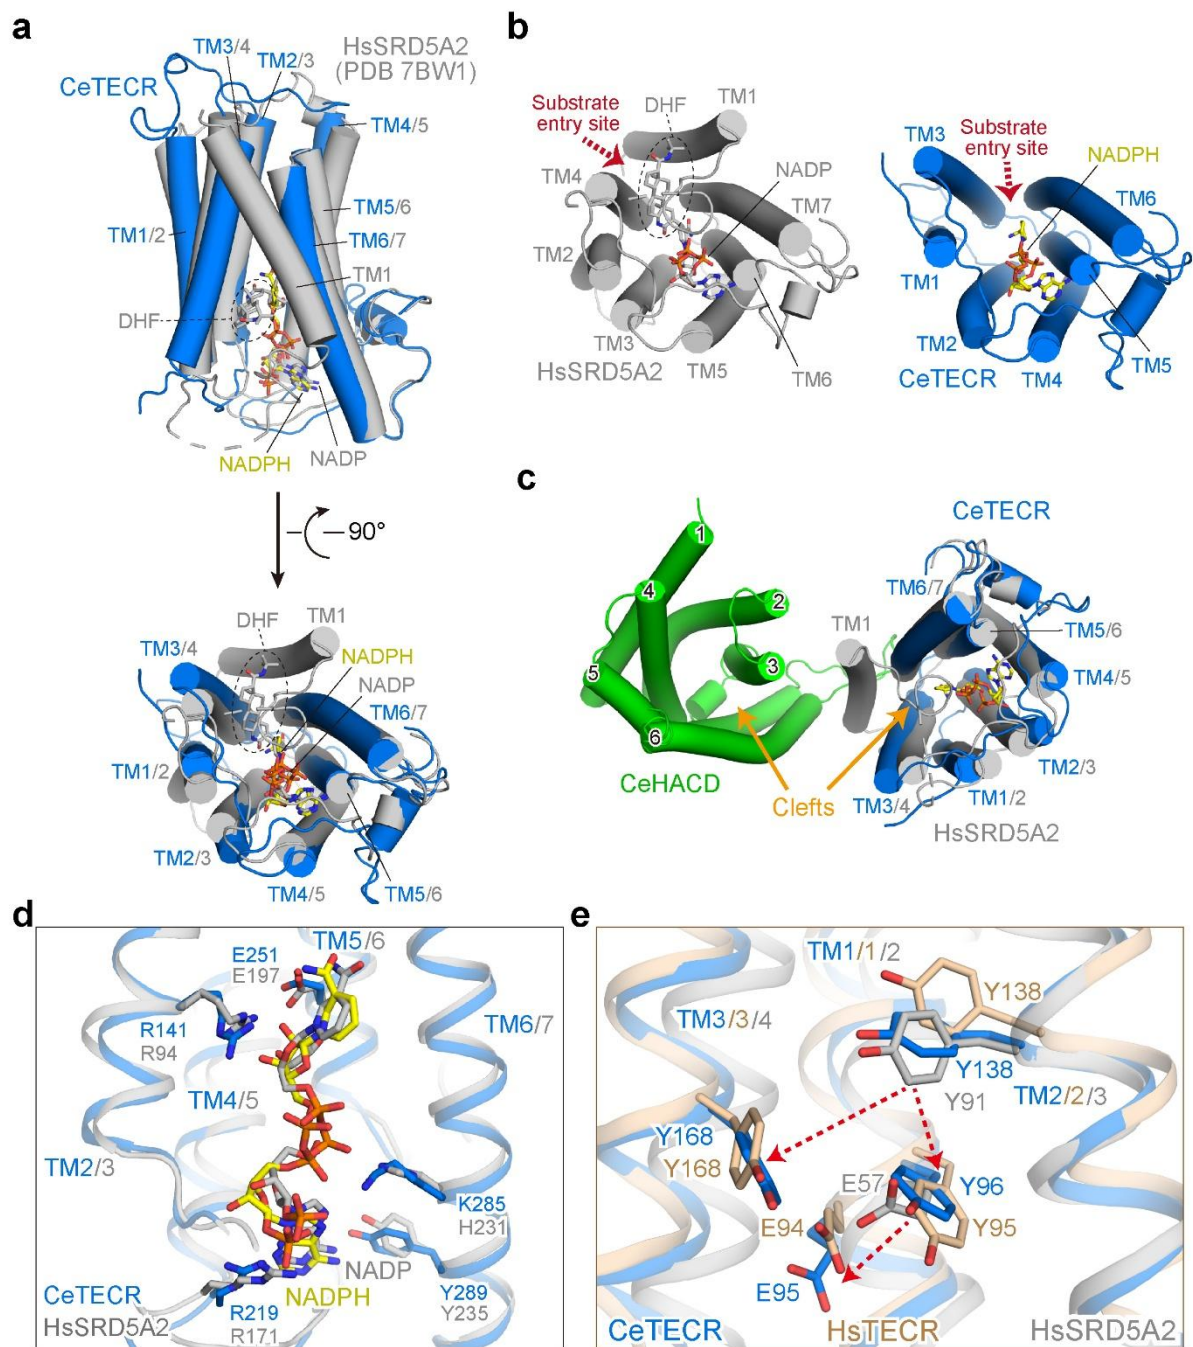 a
TM3/4
TM2/3
HsSRD5A2
(PDB 7BW1)
CeTECR
TM4/5
TM5/6
TM1/2
TM6/7
TM1
DHF
NADPH
NADP
90°
DHF
TM1
TM3/4
NADPH
NADP
TM6/7
TM1/2
TM2/3
TM4/5
TM5/6
b
Substrate
entry site
DHF
TM1
NADP
TM4
TM7
TM2
TM3
HsSRD5A2
TM5
TM6
TM3
Substrate
entry site
NADPH
TM6
TM1
TM2
CeTECR
TM4
TM5
c
CeTECR
1
4
2
TM6/7
TM1
TM5/6
3
5
TM4/5
6
CeHACD
Clefts
TM2/3
TM3/4
TM1/2
HsSRD5A2
d
E251
E197
TM5/6
R141
R94
TM6/7
TM4/5
TM2/3
K285
H231
NADP
CeTECR
HsSRD5A2
R219
R171
NADPH
Y289
Y235
e
TM1/1/2
Y138
TM3/3/4
Y138
Y91
TM2/2/3
Y168
Y168
E57
Y96
Y95
E94
E95
CeTECR
HsTECR
HsSRD5A2